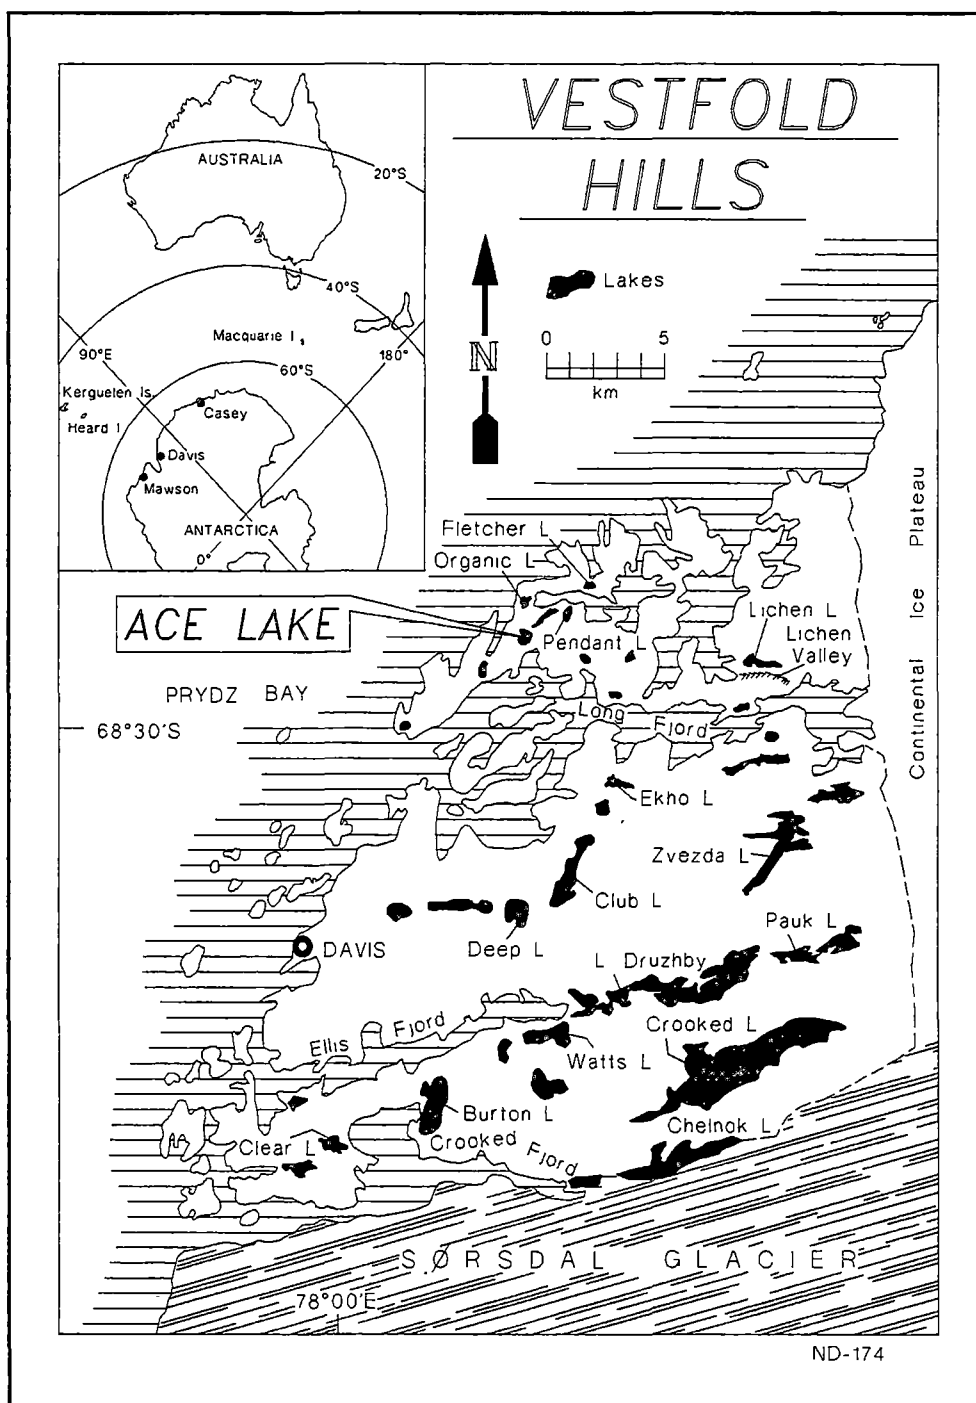 VESTFOLD
HILLS
AUSTRALIA
20°S
40°S
Macquarie I
90°E
180°
60°S
Kerguelen Is.
Heard I
Casey
Davis
Mawson
ANTARCTICA
0°
Lakes
N
0 5
km
Continental Ice Plateau
Fletcher L
Organic L
ACE LAKE
Pendant L
Lichen L
Lichen
Valley
PRYDZ BAY
68°30'S
Long Fjord
Ekho L
Zvezda L
Club L
Pauk L
Deep L
DAVIS
L Druzhby
Crooked L
Ellis Fjord
Watts L
Burton L
Chelnok L
Clear L
Crooked Fjord
SØRSDAL GLACIER
78°00'E
ND-174